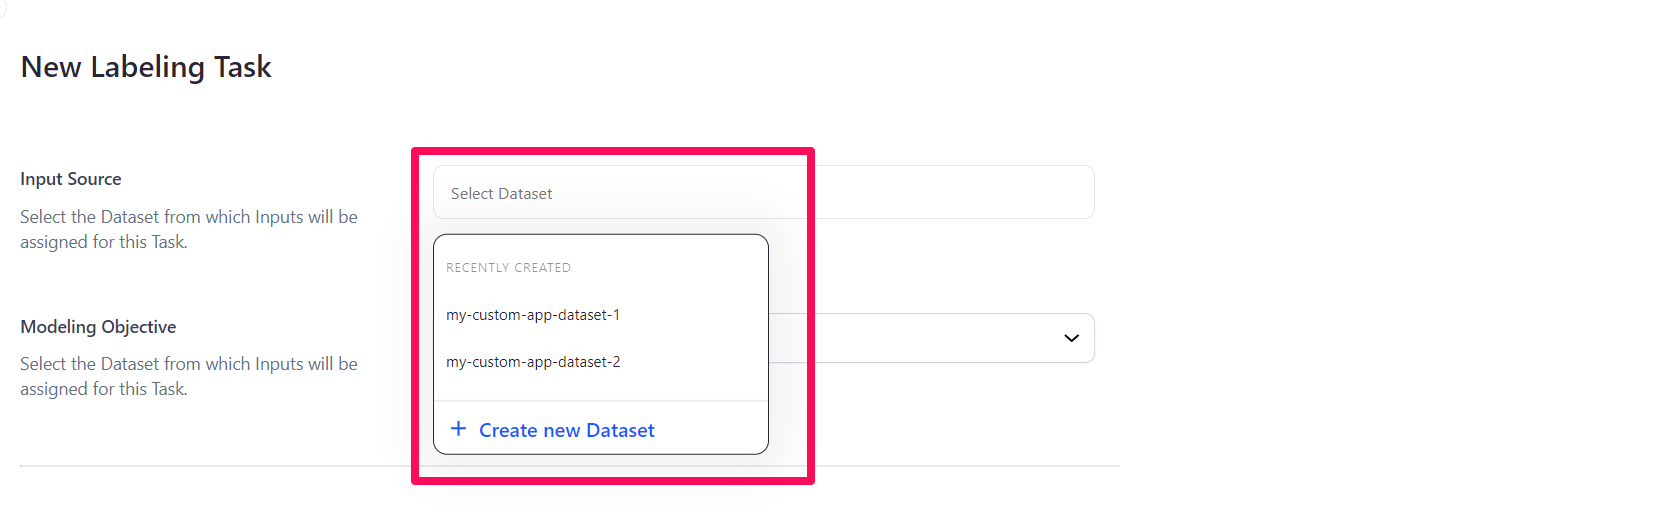 New Labeling Task
Input Source
Select the Dataset from which Inputs will be
assigned for this Task.
Select Dataset
RECENTLY CREATED
my-custom-app-dataset-1
my-custom-app-dataset-2
+ Create new Dataset
Modeling Objective
Select the Dataset from which Inputs will be
assigned for this Task.